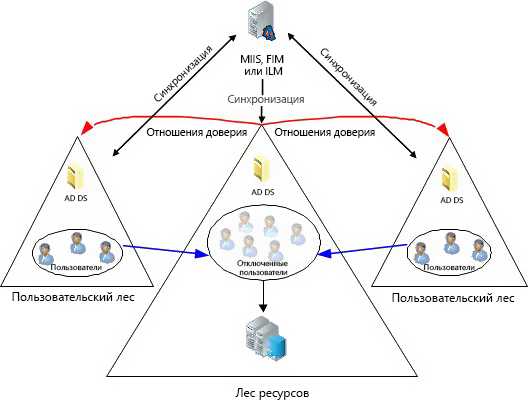 MIIS, FIM
или ILM
Синхронизация
Синхронизация
Синхронизация
Отношения доверия
Отношения доверия
AD DS
AD DS
AD DS
Пользователи
Отключенные
пользователи
Пользователи
Пользовательский лес
Пользовательский лес
Лес ресурсов